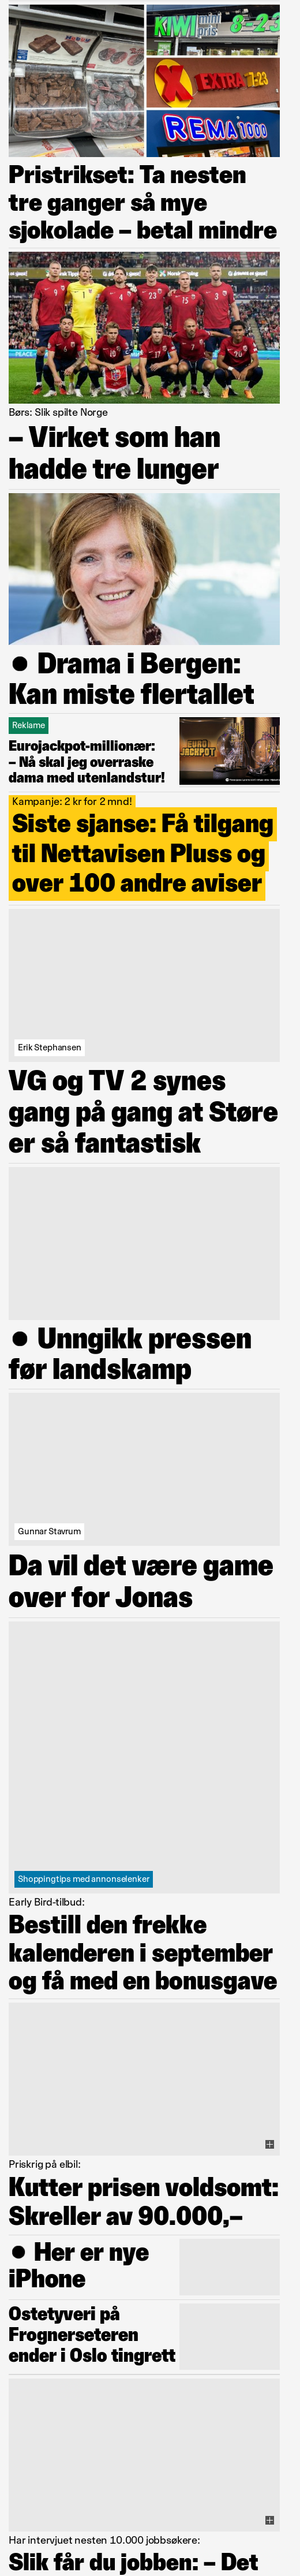 KIWI mini pris 8-23
X EXTRA 7-23
REMA 1000
Pristrikset: Ta nesten
tre ganger så mye
sjokolade – betal mindre
Børs: Slik spilte Norge
– Virket som han
hadde tre lunger
● Drama i Bergen:
Kan miste flertallet
Reklame
Eurojackpot-millionær:
– Nå skal jeg overraske
dama med utenlandstur!
EURO
JACKPOT
Kampanje: 2 kr for 2 mnd!
Siste sjanse: Få tilgang
til Nettavisen Pluss og
over 100 andre aviser
Erik Stephansen
VG og TV 2 synes
gang på gang at Støre
er så fantastisk
● Unngikk pressen
før landskamp
Gunnar Stavrum
Da vil det være game
over for Jonas
Shoppingtips med annonselenker
Early Bird-tilbud:
Bestill den frekke
kalenderen i september
og få med en bonusgave
Priskrig på elbil:
Kutter prisen voldsomt:
Skreller av 90.000,–
● Her er nye
iPhone
Ostetyveri på
Frognerseteren
ender i Oslo tingrett
Har intervjuet nesten 10.000 jobbsøkere:
Slik får du jobben: – Det